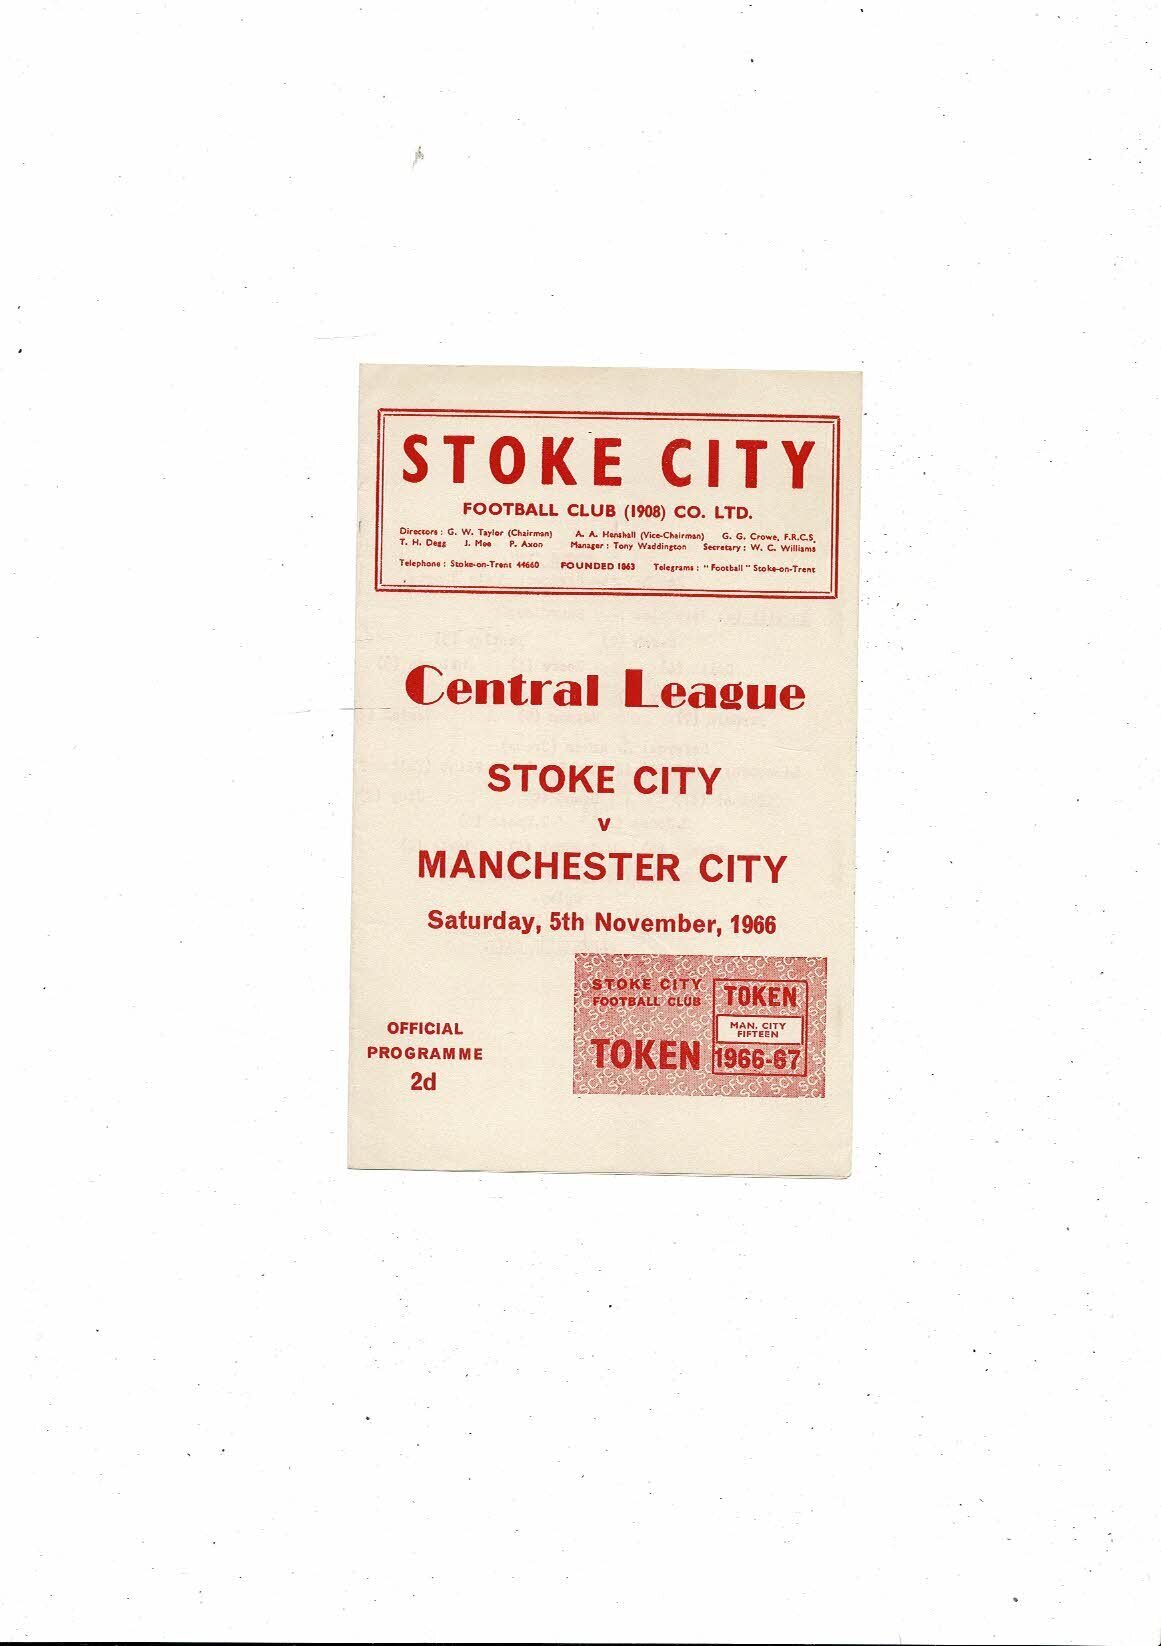 STOKE CITY
FOOTBALL CLUB (1908) CO. LTD.
Directors : G. W. Taylor (Chairman) A. A. Henshall (Vice-Chairman) G. G. Crowe, F.R.C.S.
T. H. Degg J. Moe P. Axon Manager : Tony Waddington Secretary : W. C. Williams
Telephone : Stoke-on-Trent 44660 FOUNDED 1863 Telegrams : " Football " Stoke-on-Trent
Central League
STOKE CITY
v
MANCHESTER CITY
Saturday, 5th November, 1966
OFFICIAL
PROGRAMME
2d
STOKE CITY
FOOTBALL CLUB
TOKEN
TOKEN
MAN. CITY
FIFTEEN
1966-67